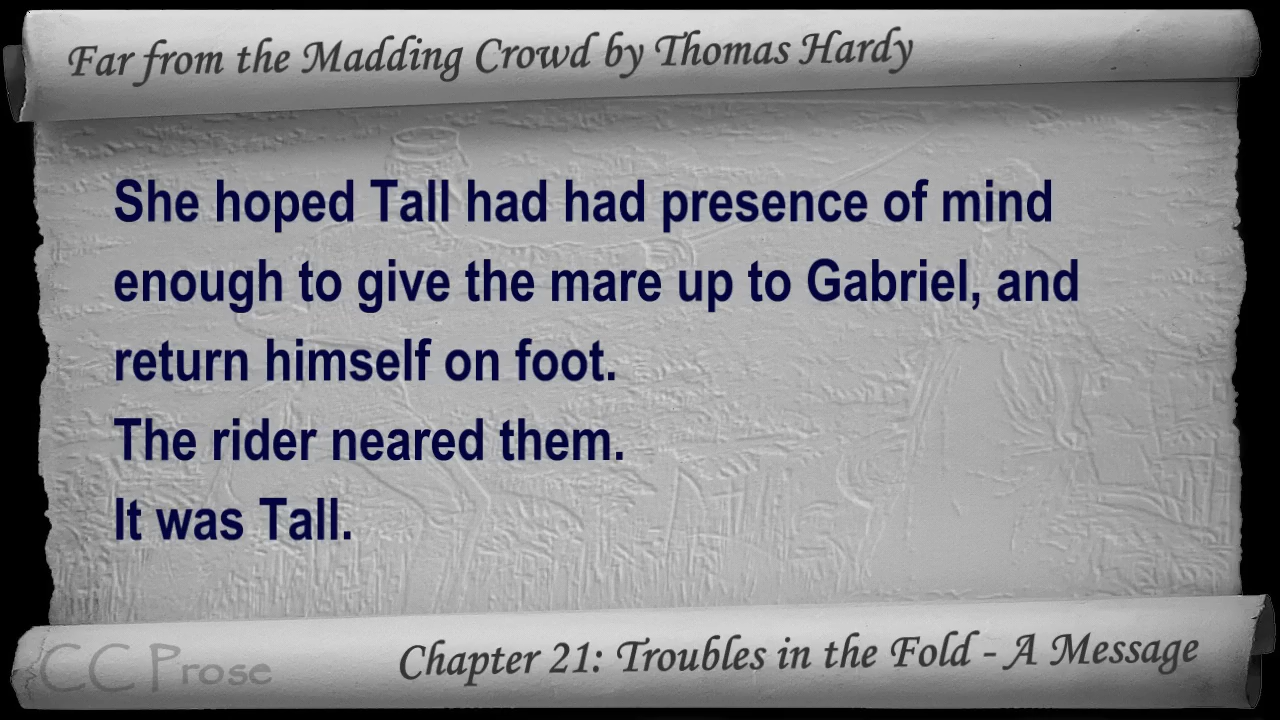 Far from the Madding Crowd by Thomas Hardy
She hoped Tall had had presence of mind
enough to give the mare up to Gabriel, and
return himself on foot.
The rider neared them.
It was Tall.
CC Prose
Chapter 21: Troubles in the Fold - A Message